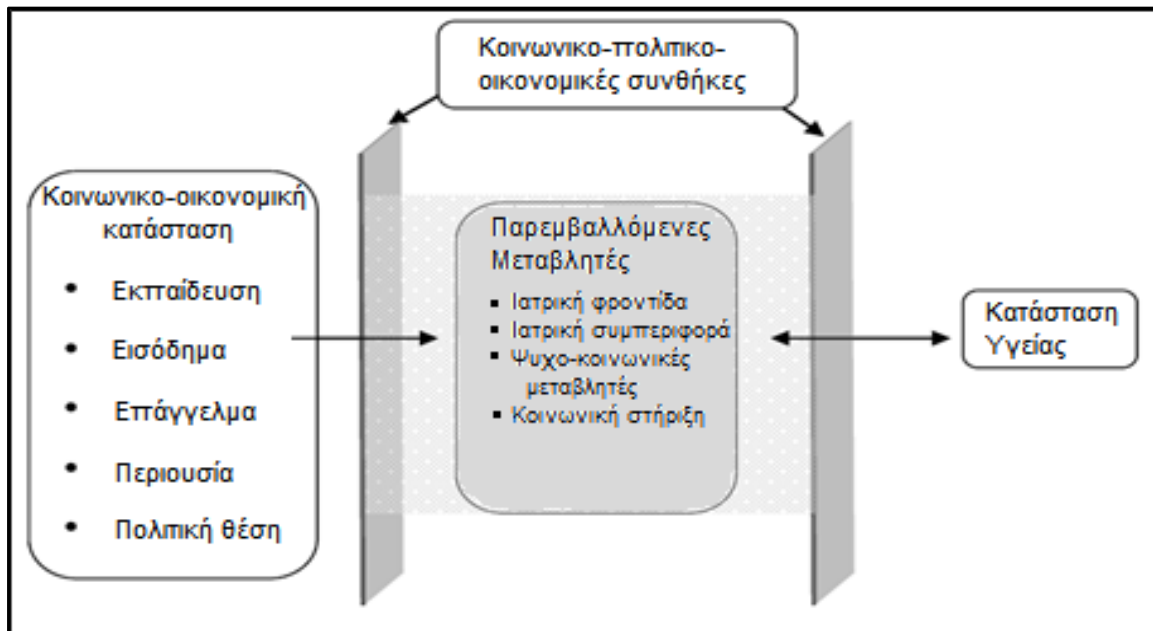 Κοινωνικο-πολιτικο-
οικονομικές συνθήκες
Κοινωνικο-οικονομική
κατάσταση
• Εκπαίδευση
• Εισόδημα
• Επάγγελμα
• Περιουσία
• Πολιτική θέση
Παρεμβαλλόμενες
Μεταβλητές
▪ Ιατρική φροντίδα
▪ Ιατρική συμπεριφορά
▪ Ψυχο-κοινωνικές
μεταβλητές
▪ Κοινωνική στήριξη
Κατάσταση
Υγείας